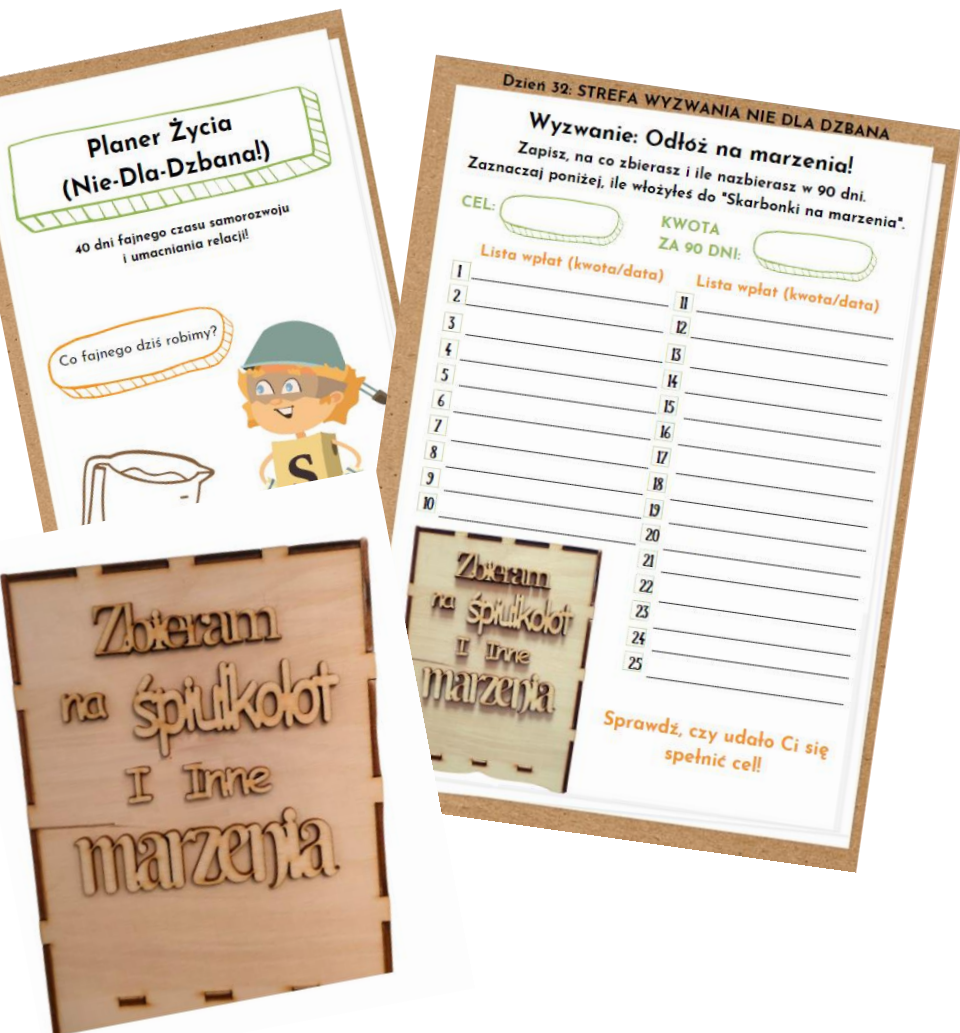 Planer Życia
(Nie-Dla-Dzbana!)
40 dni fajnego czasu samorozwoju
i umacniania relacji!
Co fajnego dziś robimy?
S
Dzień 32: STREFA WYZWANIA NIE DLA DZBANA
Wyzwanie: Odłóż na marzenia!
Zapisz, na co zbierasz i ile nazbierasz w 90 dni.
Zaznaczaj poniżej, ile włożyłeś do "Skarbonki na marzenia".
CEL:
KWOTA
ZA 90 DNI:
Lista wpłat (kwota/data)
1
2
3
4
5
6
7
8
9
10
Lista wpłat (kwota/data)
11
12
13
14
15
16
17
18
19
20
21
22
23
24
25
Zbieram
na śpiulkolot
I Inne
marzenia
Sprawdź, czy udało Ci się
spełnić cel!
Zbieram
na śpiulkolot
I Inne
marzenia